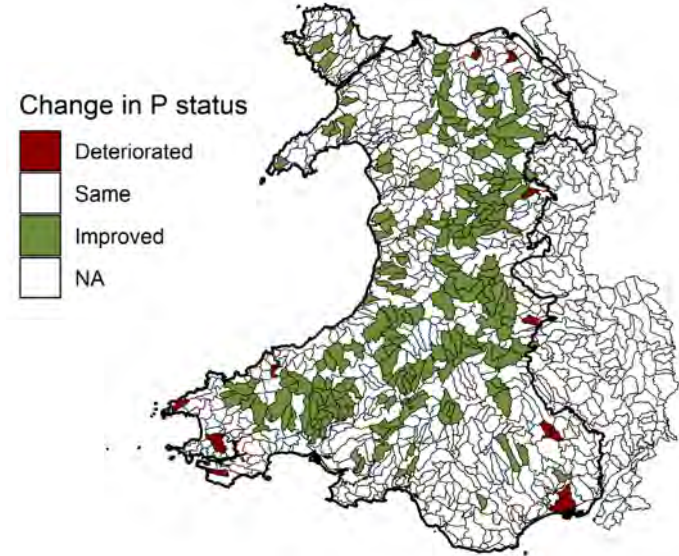 Change in P status
Deteriorated
Same
Improved
NA